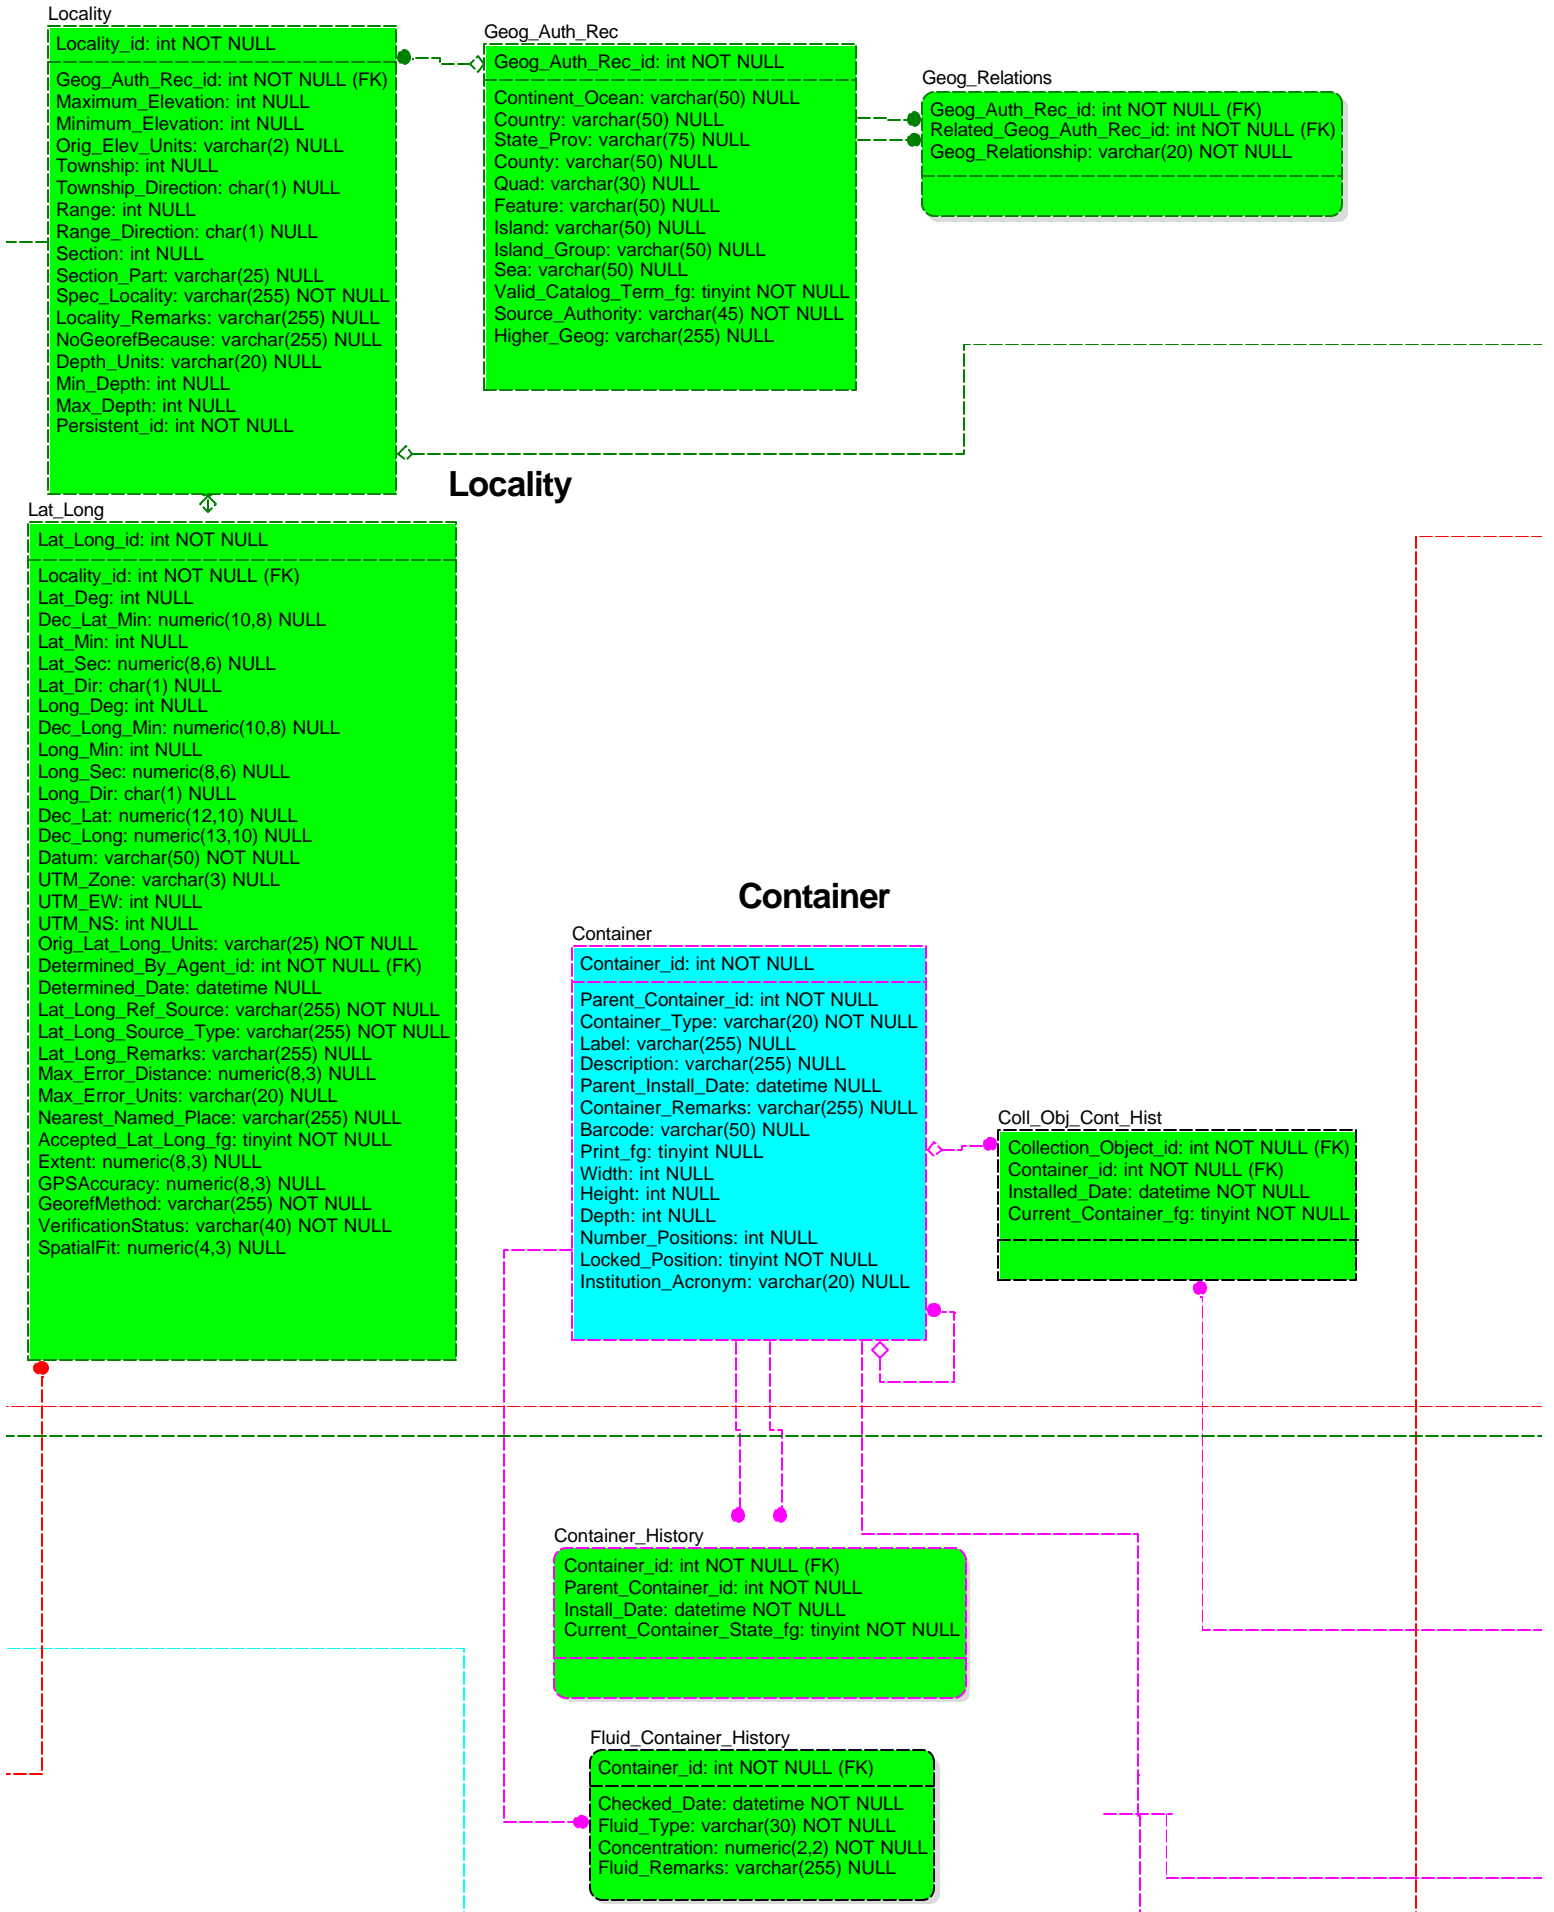 Locality
Locality_id: int NOT NULL
Geog_Auth_Rec_id: int NOT NULL (FK)
Maximum_Elevation: int NULL
Minimum_Elevation: int NULL
Orig_Elev_Units: varchar(2) NULL
Township: int NULL
Township_Direction: char(1) NULL
Range: int NULL
Range_Direction: char(1) NULL
Section: int NULL
Section_Part: varchar(25) NULL
Spec_Locality: varchar(255) NOT NULL
Locality_Remarks: varchar(255) NULL
NoGeorefBecause: varchar(255) NULL
Depth_Units: varchar(20) NULL
Min_Depth: int NULL
Max_Depth: int NULL
Persistent_id: int NOT NULL
Geog_Auth_Rec
Geog_Auth_Rec_id: int NOT NULL
Continent_Ocean: varchar(50) NULL
Country: varchar(50) NULL
State_Prov: varchar(75) NULL
County: varchar(50) NULL
Quad: varchar(30) NULL
Feature: varchar(50) NULL
Island: varchar(50) NULL
Island_Group: varchar(50) NULL
Sea: varchar(50) NULL
Valid_Catalog_Term_fg: tinyint NOT NULL
Source_Authority: varchar(45) NOT NULL
Higher_Geog: varchar(255) NULL
Geog_Relations
Geog_Auth_Rec_id: int NOT NULL (FK)
Related_Geog_Auth_Rec_id: int NOT NULL (FK)
Geog_Relationship: varchar(20) NOT NULL
Locality
Lat_Long
Lat_Long_id: int NOT NULL
Locality_id: int NOT NULL (FK)
Lat_Deg: int NULL
Dec_Lat_Min: numeric(10,8) NULL
Lat_Min: int NULL
Lat_Sec: numeric(8,6) NULL
Lat_Dir: char(1) NULL
Long_Deg: int NULL
Dec_Long_Min: numeric(10,8) NULL
Long_Min: int NULL
Long_Sec: numeric(8,6) NULL
Long_Dir: char(1) NULL
Dec_Lat: numeric(12,10) NULL
Dec_Long: numeric(13,10) NULL
Datum: varchar(50) NOT NULL
UTM_Zone: varchar(3) NULL
UTM_EW: int NULL
UTM_NS: int NULL
Orig_Lat_Long_Units: varchar(25) NOT NULL
Determined_By_Agent_id: int NOT NULL (FK)
Determined_Date: datetime NULL
Lat_Long_Ref_Source: varchar(255) NOT NULL
Lat_Long_Source_Type: varchar(255) NOT NULL
Lat_Long_Remarks: varchar(255) NULL
Max_Error_Distance: numeric(8,3) NULL
Max_Error_Units: varchar(20) NULL
Nearest_Named_Place: varchar(255) NULL
Accepted_Lat_Long_fg: tinyint NOT NULL
Extent: numeric(8,3) NULL
GPSAccuracy: numeric(8,3) NULL
GeorefMethod: varchar(255) NOT NULL
VerificationStatus: varchar(40) NOT NULL
SpatialFit: numeric(4,3) NULL
Container
Container
Container_id: int NOT NULL
Parent_Container_id: int NOT NULL
Container_Type: varchar(20) NOT NULL
Label: varchar(255) NULL
Description: varchar(255) NULL
Parent_Install_Date: datetime NULL
Container_Remarks: varchar(255) NULL
Barcode: varchar(50) NULL
Print_fg: tinyint NULL
Width: int NULL
Height: int NULL
Depth: int NULL
Number_Positions: int NULL
Locked_Position: tinyint NOT NULL
Institution_Acronym: varchar(20) NULL
Coll_Obj_Cont_Hist
Collection_Object_id: int NOT NULL (FK)
Container_id: int NOT NULL (FK)
Installed_Date: datetime NOT NULL
Current_Container_fg: tinyint NOT NULL
Container_History
Container_id: int NOT NULL (FK)
Parent_Container_id: int NOT NULL
Install_Date: datetime NOT NULL
Current_Container_State_fg: tinyint NOT NULL
Fluid_Container_History
Container_id: int NOT NULL (FK)
Checked_Date: datetime NOT NULL
Fluid_Type: varchar(30) NOT NULL
Concentration: numeric(2,2) NOT NULL
Fluid_Remarks: varchar(255) NULL